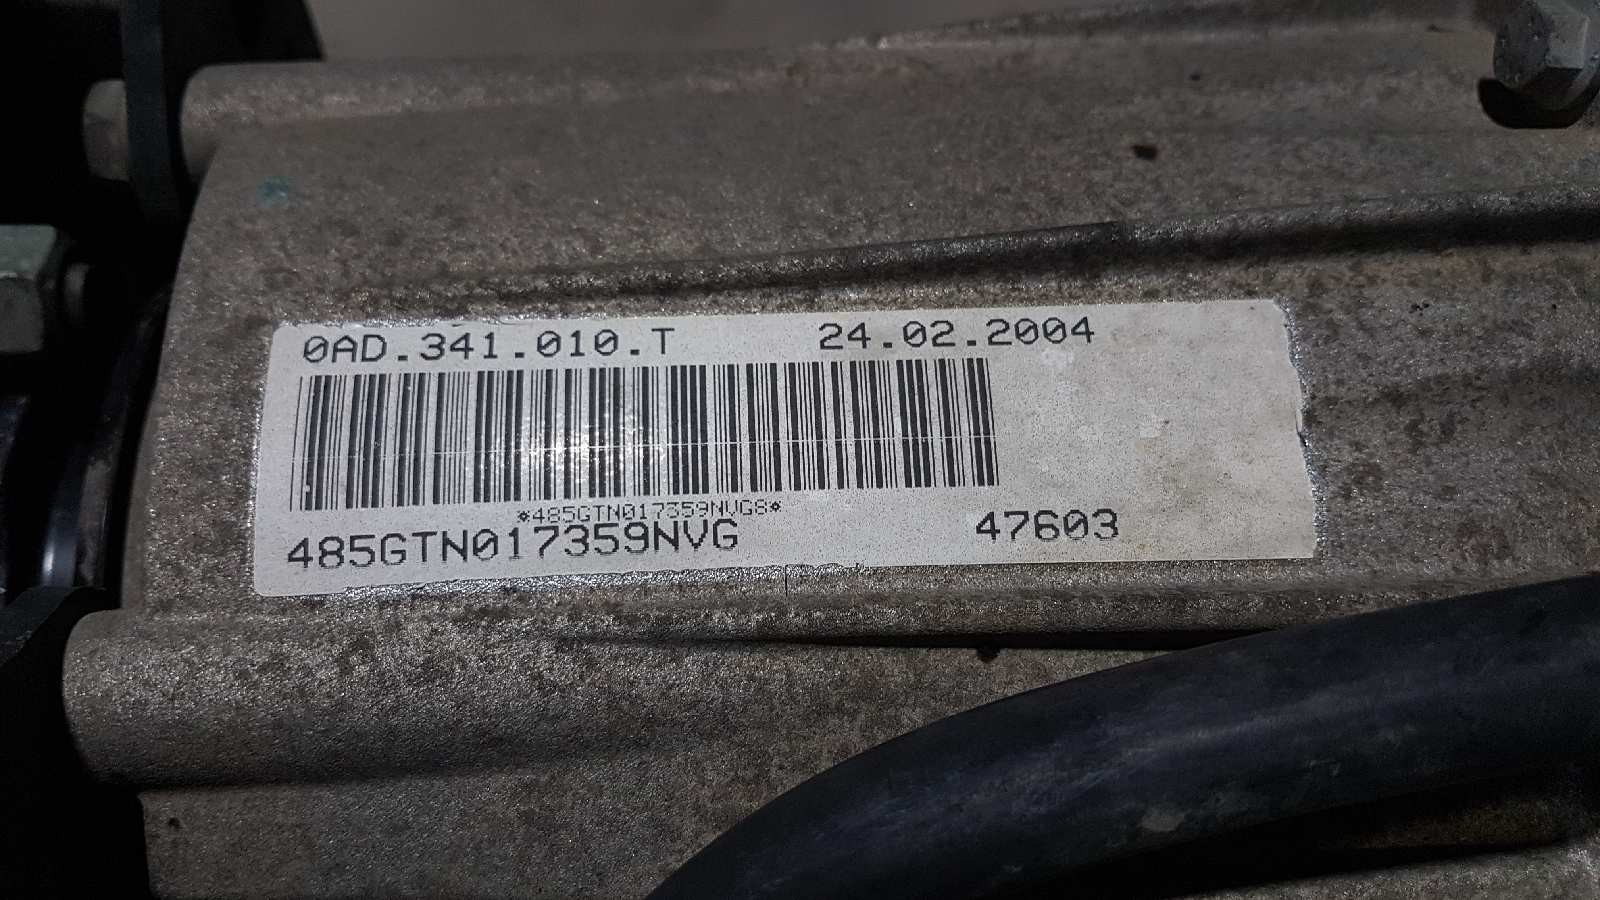 0AD.341.010.T 24.02.2004
*485GTN017359NVG8*
485GTN017359NVG 47603